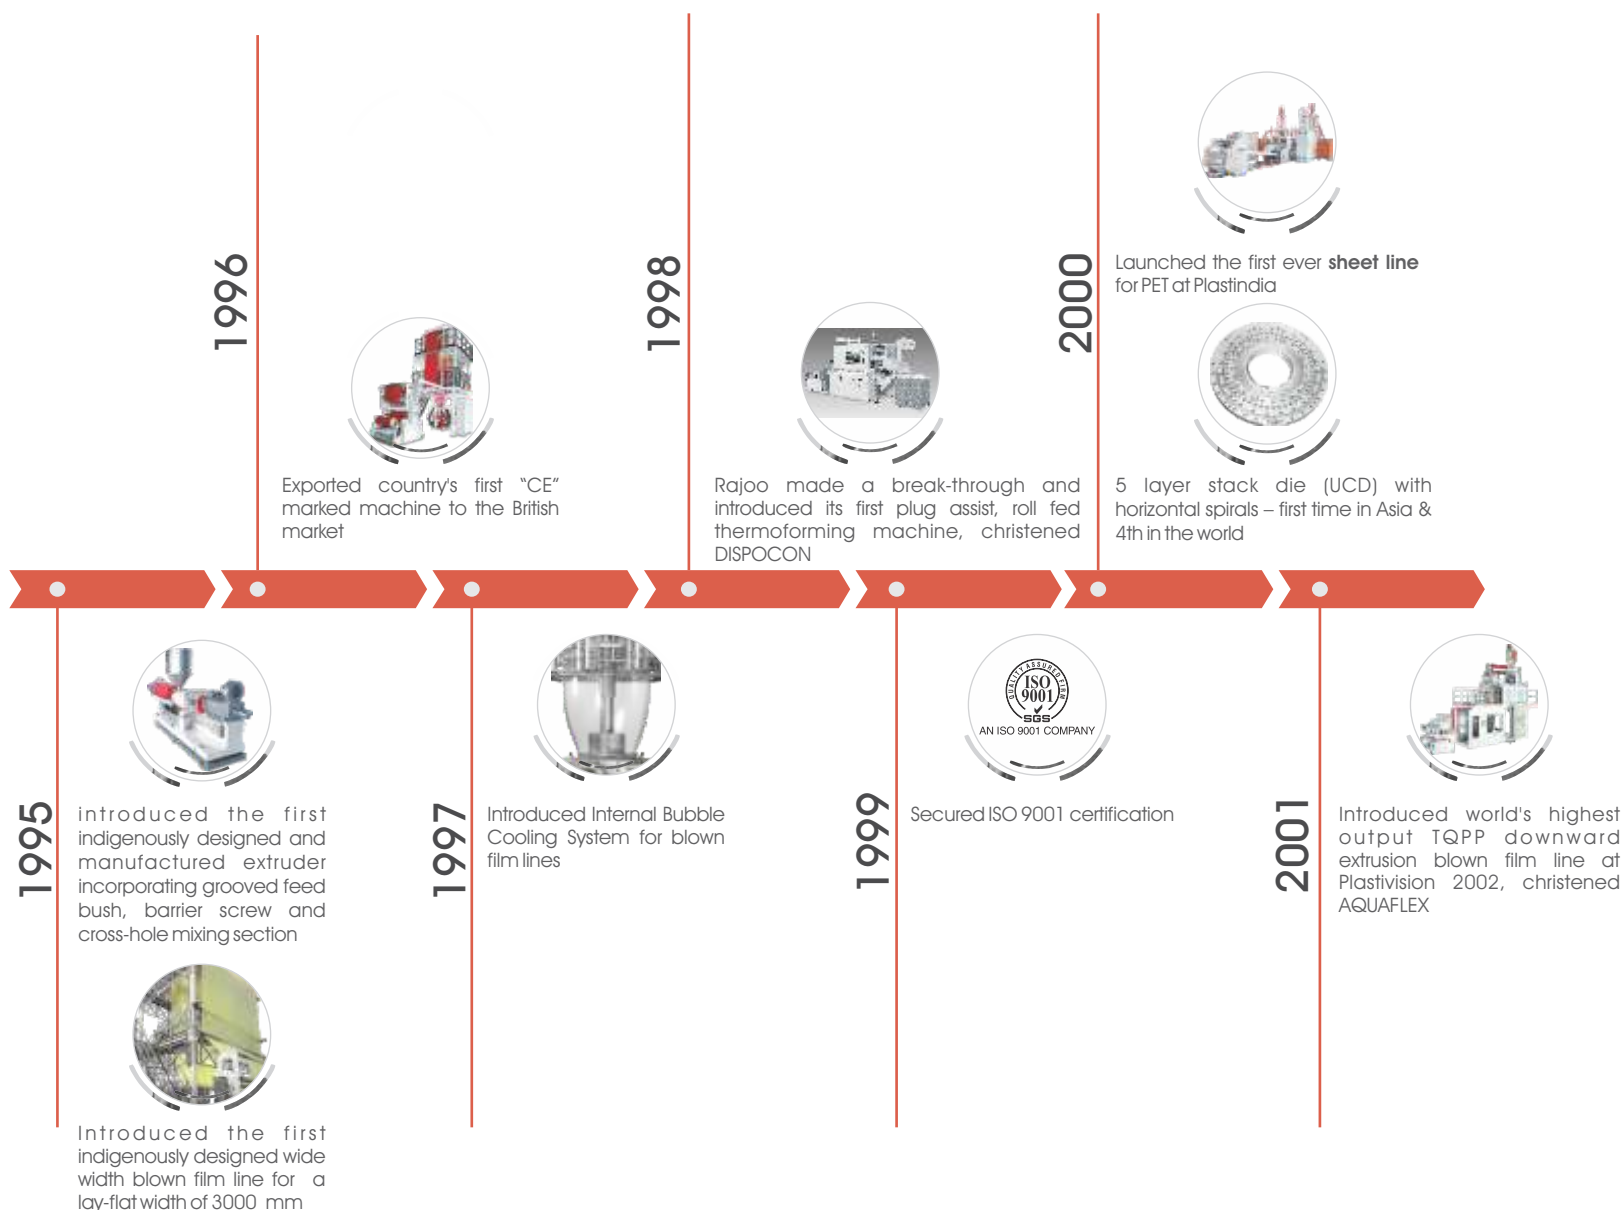 1996
Exported country's first “CE”
marked machine to the British
market
1998
Rajoo made a break-through and
introduced its first plug assist, roll fed
thermoforming machine, christened
DISPOCON
2000
Launched the first ever sheet line
for PET at Plastindia
5 layer stack die (UCD) with
horizontal spirals – first time in Asia &
4th in the world
1995
introduced the first
indigenously designed and
manufactured extruder
incorporating grooved feed
bush, barrier screw and
cross-hole mixing section
Introduced the first
indigenously designed wide
width blown film line for a
lay-flat width of 3000 mm
1997
Introduced Internal Bubble
Cooling System for blown
film lines
1999
QUALITY ASSURED FIRM
ISO
9001
SGS
AN ISO 9001 COMPANY
Secured ISO 9001 certification
2001
Introduced world's highest
output TQPP downward
extrusion blown film line at
Plastivision 2002, christened
AQUAFLEX